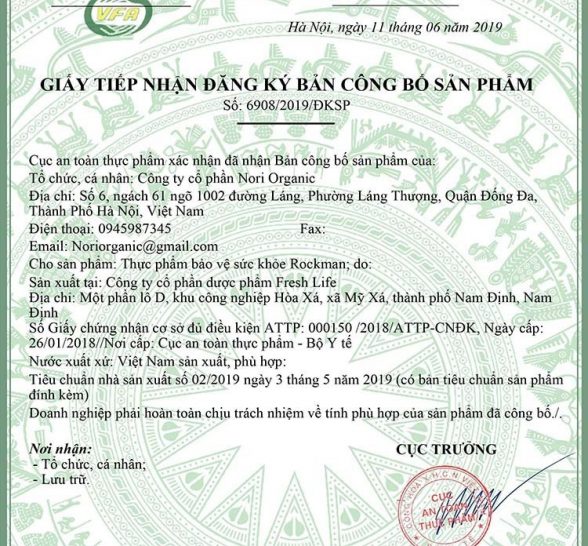 VFA
Hà Nội, ngày 11 tháng 06 năm 2019
GIẤY TIẾP NHẬN ĐĂNG KÝ BẢN CÔNG BỐ SẢN PHẨM
Số: 6908/2019/ĐKSP
Cục an toàn thực phẩm xác nhận đã nhận Bản công bố sản phẩm của:
Tổ chức, cá nhân: Công ty cổ phần Nori Organic
Địa chỉ: Số 6, ngách 61 ngõ 1002 đường Láng, Phường Láng Thượng, Quận Đống Đa,
Thành Phố Hà Nội, Việt Nam
Điện thoại: 0945987345 Fax:
Email: Noriorganic@gmail.com
Cho sản phẩm: Thực phẩm bảo vệ sức khỏe Rockman; do:
Sản xuất tại: Công ty cổ phần dược phẩm Fresh Life
Địa chỉ: Một phần lô D, khu công nghiệp Hòa Xá, xã Mỹ Xá, thành phố Nam Định, Nam
Định
Số Giấy chứng nhận cơ sở đủ điều kiện ATTP: 000150 /2018/ATTP-CNĐK, Ngày cấp:
26/01/2018//Nơi cấp: Cục an toàn thực phẩm - Bộ Y tế
Nước xuất xứ: Việt Nam sản xuất, phù hợp:
Tiêu chuẩn nhà sản xuất số 02/2019 ngày 3 tháng 5 năm 2019 (có bản tiêu chuẩn sản phẩm
đính kèm)
Doanh nghiệp phải hoàn toàn chịu trách nhiệm về tính phù hợp của sản phẩm đã công bố./.
Nơi nhận:
- Tổ chức, cá nhân;
- Lưu trữ.
CỤC TRƯỞNG
CỘNG HÒA X.H.C.N VIỆT
CỤC
AN TOÀN
THỰC PHẨM